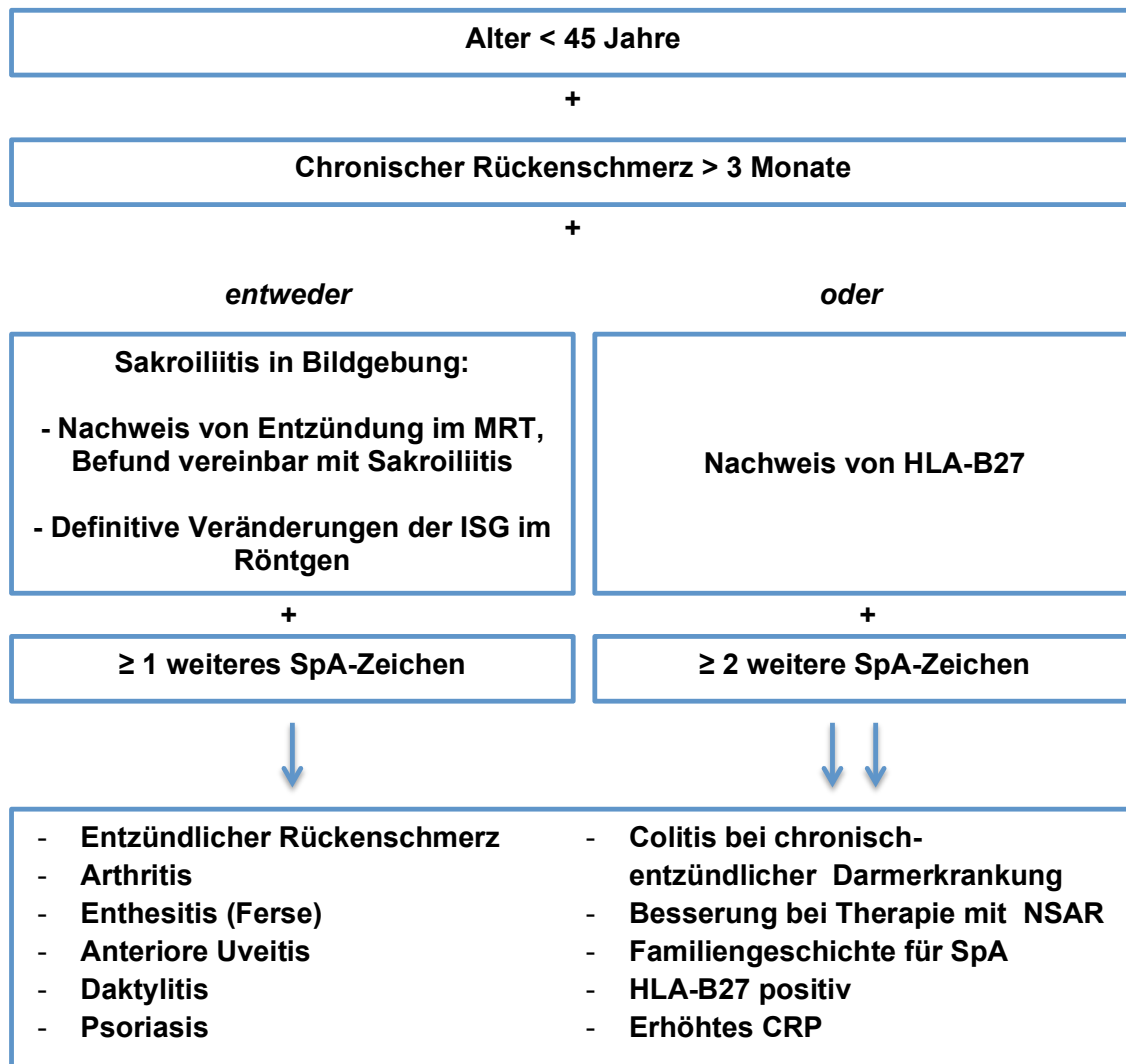 Alter < 45 Jahre
+
Chronischer Rückenschmerz > 3 Monate
+
entweder
oder
Sakroiliitis in Bildgebung:
- Nachweis von Entzündung im MRT,
Befund vereinbar mit Sakroiliitis
- Definitive Veränderungen der ISG im
Röntgen
Nachweis von HLA-B27
+
+
≥ 1 weiteres SpA-Zeichen
≥ 2 weitere SpA-Zeichen
- Entzündlicher Rückenschmerz
- Arthritis
- Enthesitis (Ferse)
- Anteriore Uveitis
- Daktylitis
- Psoriasis
- Colitis bei chronisch-
entzündlicher Darmerkrankung
- Besserung bei Therapie mit NSAR
- Familiengeschichte für SpA
- HLA-B27 positiv
- Erhöhtes CRP